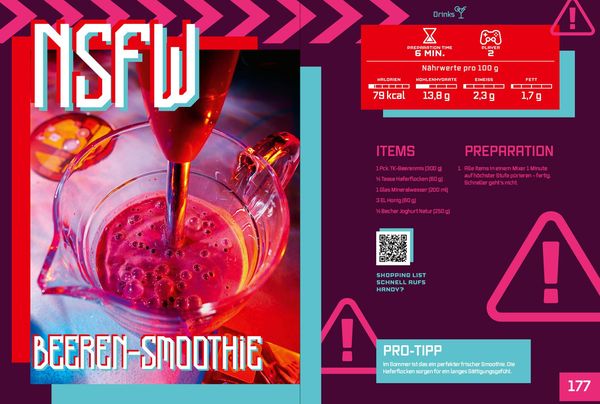 NSFW
BEEREN-SMOOTHIE
Drinks
PREPARATION TIME
6 MIN.
PLAYER
2
Nährwerte pro 100 g
KALORIEN
79 kcal
KOHLENHYDRATE
13,8 g
EIWEISS
2,3 g
FETT
1,7 g
ITEMS
1 Pck. TK-Beerenmix (300 g)
½ Tasse Haferflocken (60 g)
1 Glas Mineralwasser (200 ml)
3 EL Honig (60 g)
½ Becher Joghurt Natur (250 g)
PREPARATION
1. Alle Items in einem Mixer 1 Minute
auf höchster Stufe pürieren – fertig.
Schneller geht's nicht.
SHOPPING LIST
SCHNELL AUFS
HANDY?
PRO-TIPP
Im Sommer ist das ein perfekter frischer Smoothie. Die
Haferflocken sorgen für ein langes Sättigungsgefühl.
177